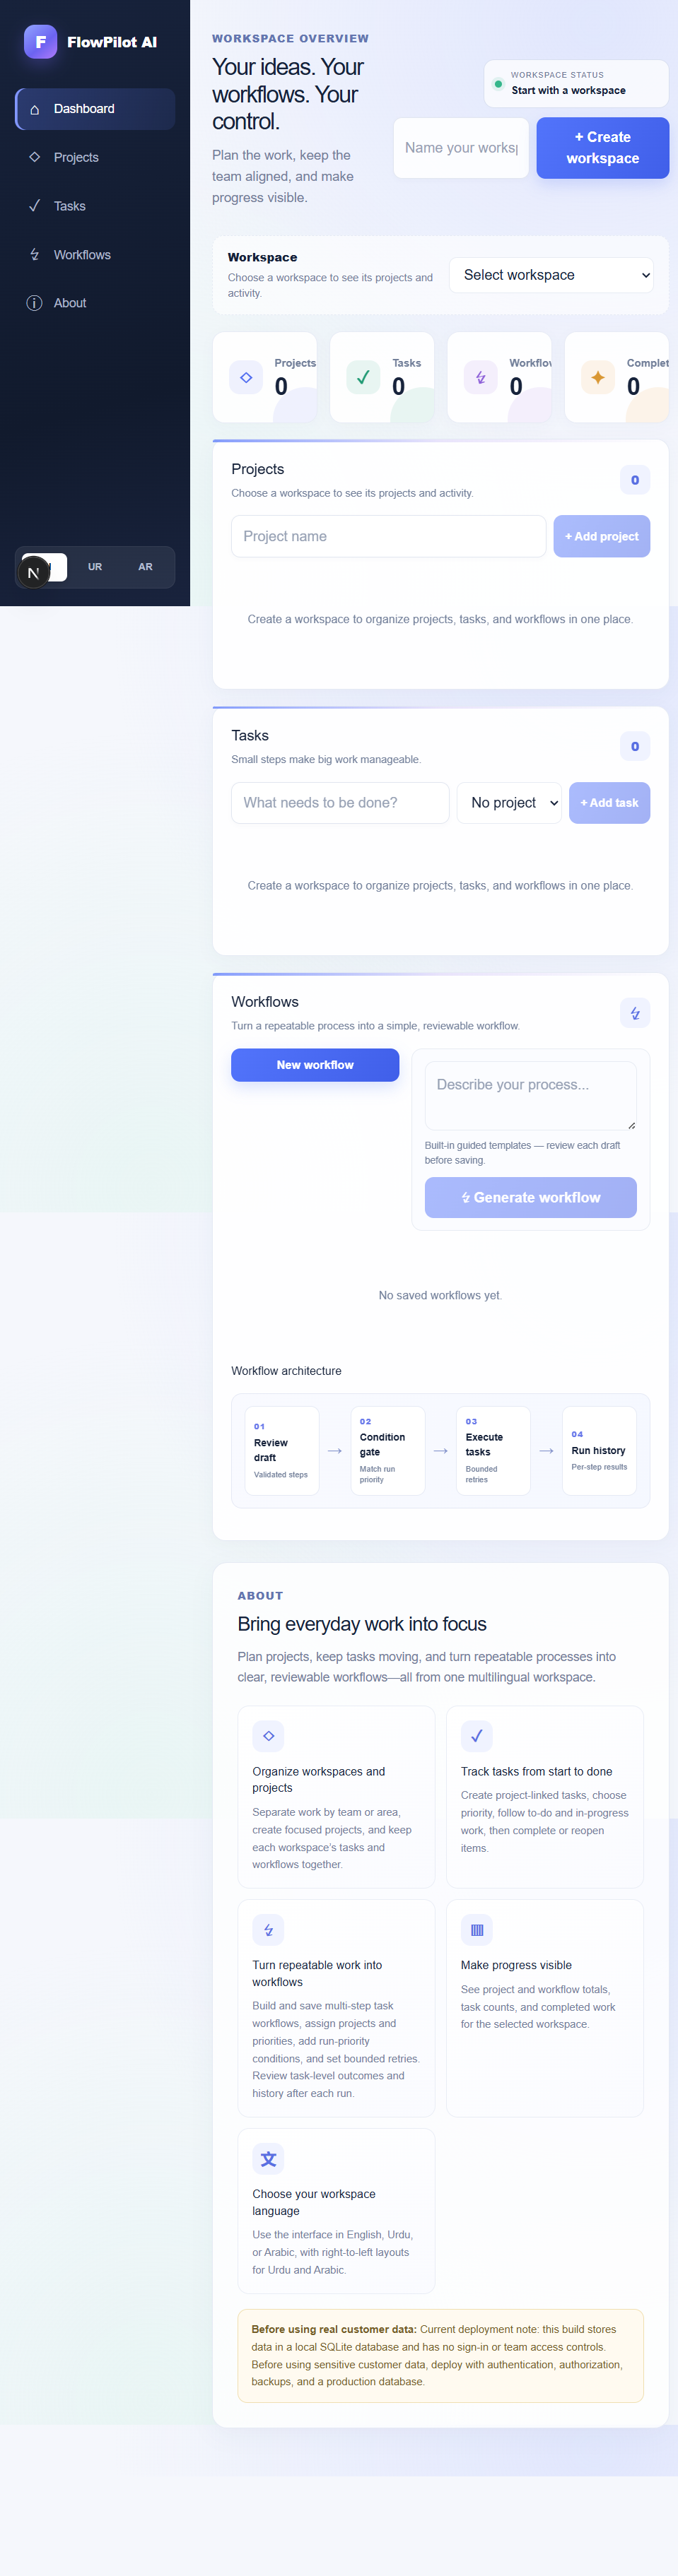 F FlowPilot AI
Dashboard
Projects
Tasks
Workflows
About
N
UR
AR
WORKSPACE OVERVIEW
Your ideas. Your
workflows. Your
control.
Plan the work, keep the
team aligned, and make
progress visible.
WORKSPACE STATUS
Start with a workspace
Name your worksp
+ Create
workspace
Workspace
Choose a workspace to see its projects and
activity.
Select workspace
Projects
0
Tasks
0
Workflow
0
Complet
0
Projects
Choose a workspace to see its projects and activity.
0
Project name
+ Add project
Create a workspace to organize projects, tasks, and workflows in one place.
Tasks
Small steps make big work manageable.
0
What needs to be done?
No project
+ Add task
Create a workspace to organize projects, tasks, and workflows in one place.
Workflows
Turn a repeatable process into a simple, reviewable workflow.
New workflow
Describe your process...
Built-in guided templates — review each draft
before saving.
Generate workflow
No saved workflows yet.
Workflow architecture
01
Review
draft
Validated steps
→
02
Condition
gate
Match run
priority
→
03
Execute
tasks
Bounded
retries
→
04
Run history
Per-step results
ABOUT
Bring everyday work into focus
Plan projects, keep tasks moving, and turn repeatable processes into
clear, reviewable workflows—all from one multilingual workspace.
Organize workspaces and
projects
Separate work by team or area,
create focused projects, and keep
each workspace's tasks and
workflows together.
Track tasks from start to done
Create project-linked tasks, choose
priority, follow to-do and in-progress
work, then complete or reopen
items.
Turn repeatable work into
workflows
Build and save multi-step task
workflows, assign projects and
priorities, add run-priority
conditions, and set bounded retries.
Review task-level outcomes and
history after each run.
Make progress visible
See project and workflow totals,
task counts, and completed work
for the selected workspace.
文
Choose your workspace
language
Use the interface in English, Urdu,
or Arabic, with right-to-left layouts
for Urdu and Arabic.
Before using real customer data: Current deployment note: this build stores
data in a local SQLite database and has no sign-in or team access controls.
Before using sensitive customer data, deploy with authentication, authorization,
backups, and a production database.